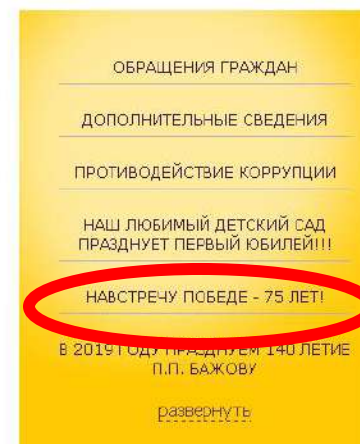 ОБРАЩЕНИЯ ГРАЖДАН
ДОПОЛНИТЕЛЬНЫЕ СВЕДЕНИЯ
ПРОТИВОДЕЙСТВИЕ КОРРУПЦИИ
НАШ ЛЮБИМЫЙ ДЕТСКИЙ САД
ПРАЗДНУЕТ ПЕРВЫЙ ЮБИЛЕЙ!!!
НАВСТРЕЧУ ПОБЕДЕ - 75 ЛЕТ!
В 2019 ГОДУ ПРАЗДНУЕМ 140 ЛЕТИЕ
П.П. БАЖОВУ
развернуть